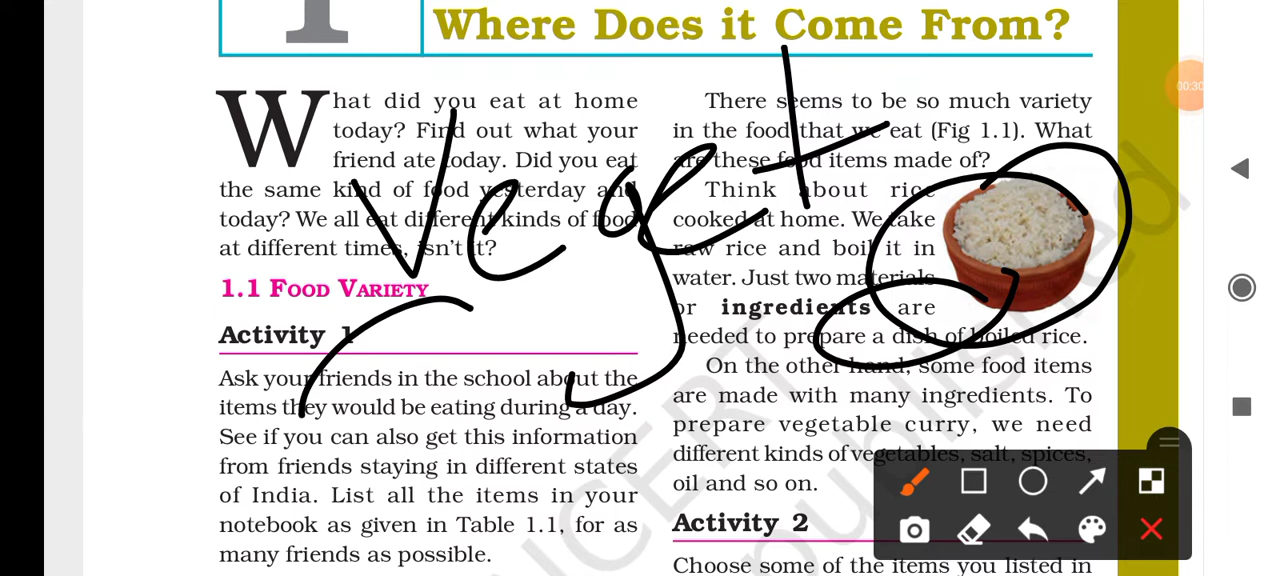 Where Does it Come From?
What did you eat at home
today? Find out what your
friend ate today. Did you eat
the same kind of food yesterday and
today? We all eat different kinds of food
at different times, isn't it?
1.1 FOOD VARIETY
Activity 1
Ask your friends in the school about the
items they would be eating during a day.
See if you can also get this information
from friends staying in different states
of India. List all the items in your
notebook as given in Table 1.1, for as
many friends as possible.
There seems to be so much variety
in the food that we eat (Fig 1.1). What
are these food items made of?
Think about rice
cooked at home. We take
raw rice and boil it in
water. Just two materials
or ingredients are
needed to prepare a dish of boiled rice.
On the other hand, some food items
are made with many ingredients. To
prepare vegetable curry, we need
different kinds of vegetables, salt, spices,
oil and so on.
Activity 2
Choose some of the items you listed in
Veget
00:30
NCERT
published